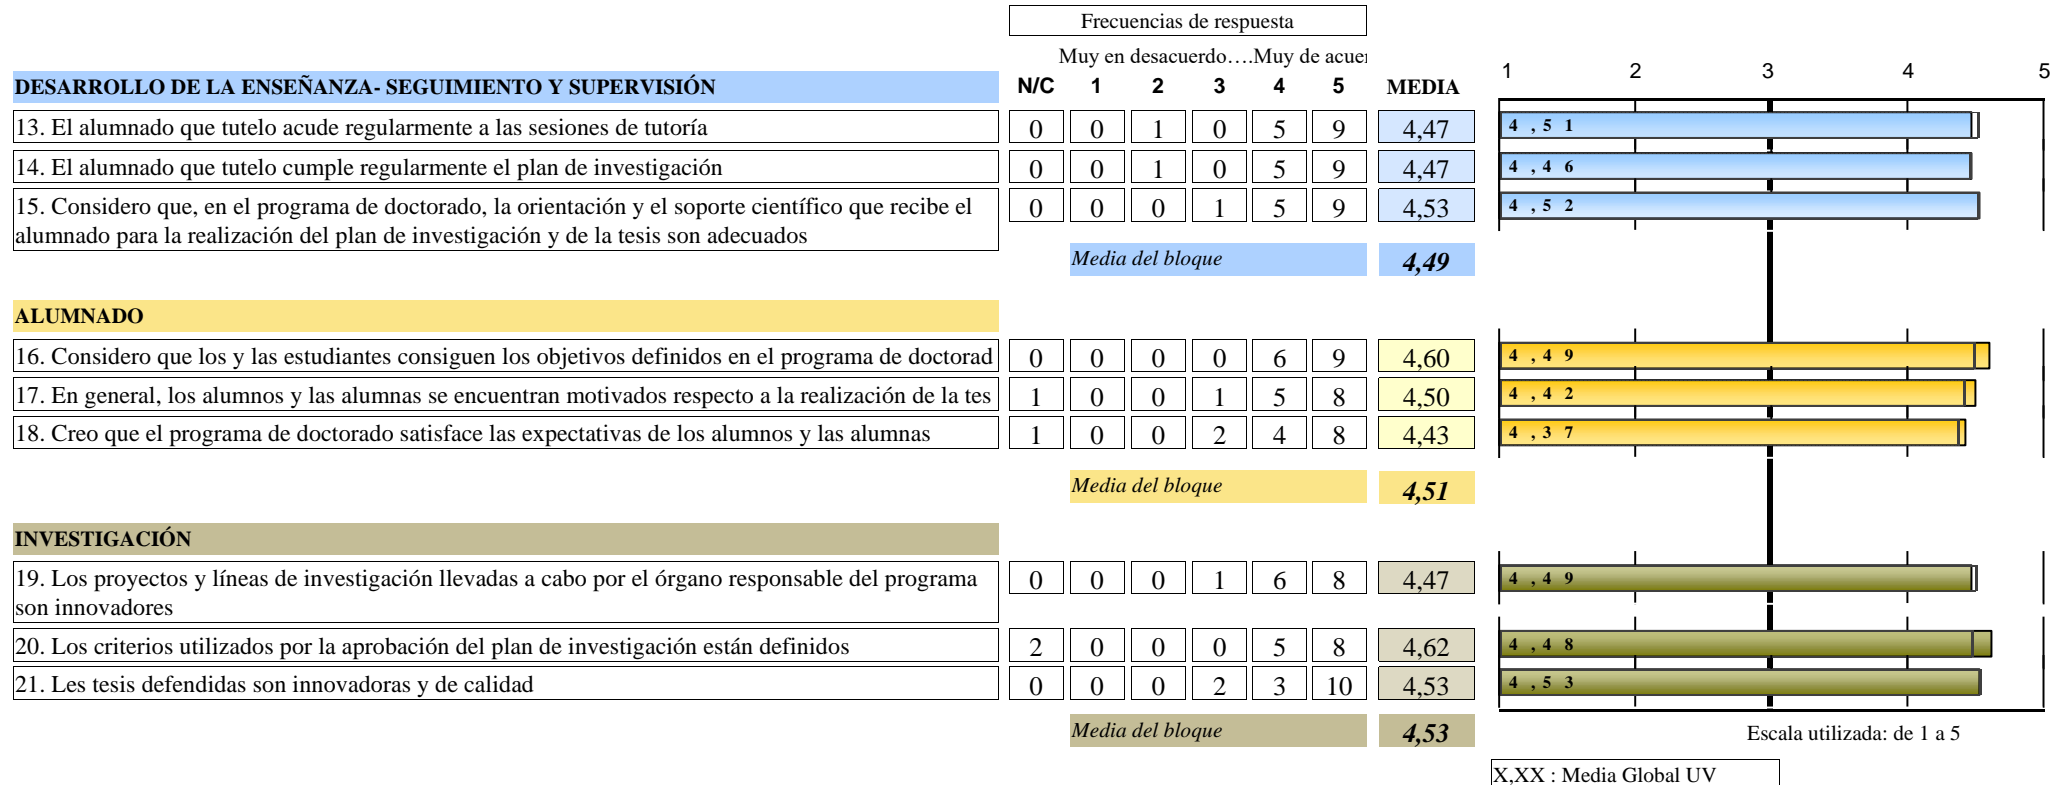 Frecuencias de respuesta
Muy en desacuerdo….Muy de acuer
DESARROLLO DE LA ENSEÑANZA- SEGUIMIENTO Y SUPERVISIÓN N/C 1 2 3 4 5 MEDIA 1 2 3 4 5
13. El alumnado que tutelo acude regularmente a las sesiones de tutoría 0 0 1 0 5 9 4,47 4,51
14. El alumnado que tutelo cumple regularmente el plan de investigación 0 0 1 0 5 9 4,47 4,46
15. Considero que, en el programa de doctorado, la orientación y el soporte científico que recibe el 0 0 0 1 5 9 4,53 4,52
alumnado para la realización del plan de investigación y de la tesis son adecuados
Media del bloque 4,49
ALUMNADO
16. Considero que los y las estudiantes consiguen los objetivos definidos en el programa de doctorad 0 0 0 0 6 9 4,60 4,49
17. En general, los alumnos y las alumnas se encuentran motivados respecto a la realización de la tes 1 0 0 1 5 8 4,50 4,42
18. Creo que el programa de doctorado satisface las expectativas de los alumnos y las alumnas 1 0 0 2 4 8 4,43 4,37
Media del bloque 4,51
INVESTIGACIÓN
19. Los proyectos y líneas de investigación llevadas a cabo por el órgano responsable del programa 0 0 0 1 6 8 4,47 4,49
son innovadores
20. Los criterios utilizados por la aprobación del plan de investigación están definidos 2 0 0 0 5 8 4,62 4,48
21. Les tesis defendidas son innovadoras y de calidad 0 0 0 2 3 10 4,53 4,53
Media del bloque 4,53
Escala utilizada: de 1 a 5
X,XX : Media Global UV